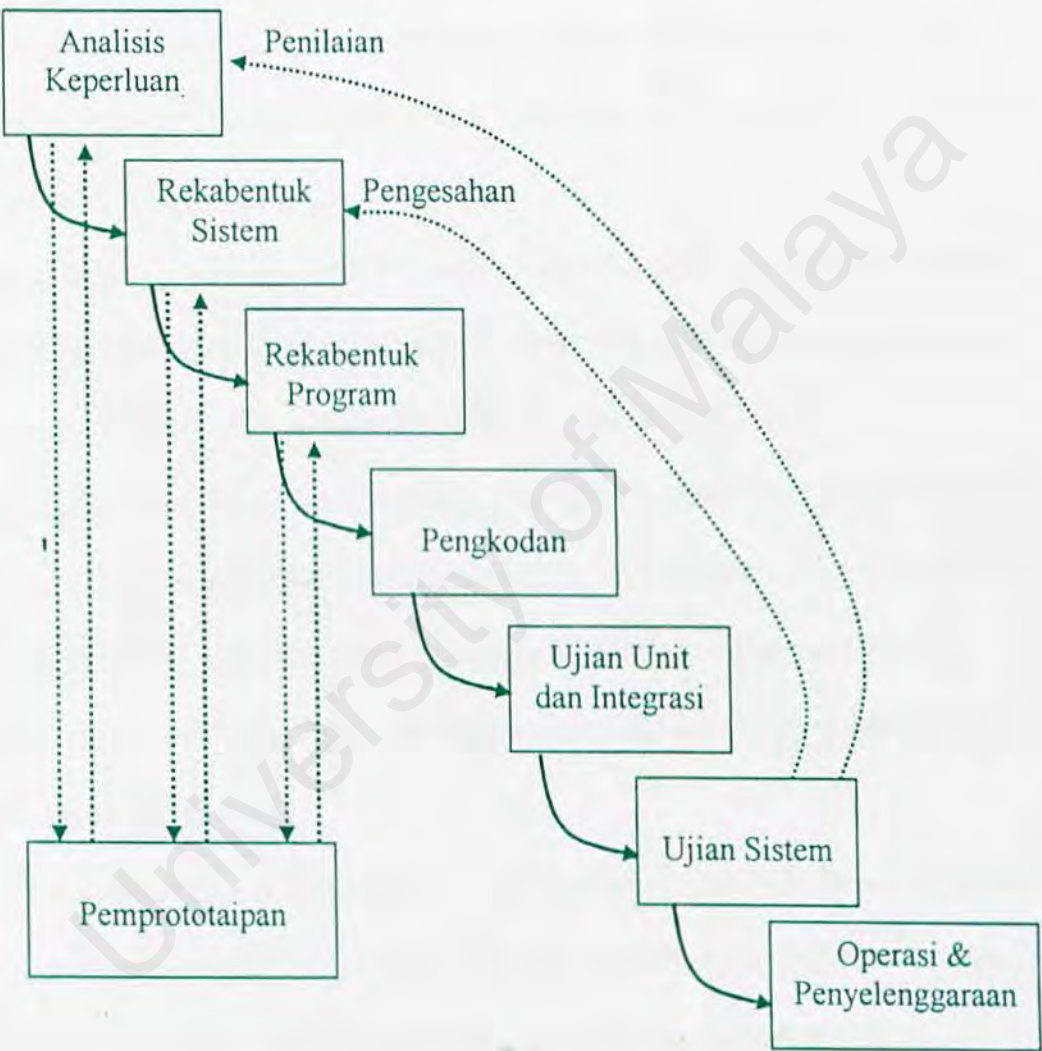 Analisis
Keperluan
Penilaian
Rekabentuk
Sistem
Pengesahan
Rekabentuk
Program
Pengkodan
Ujian Unit
dan Integrasi
Ujian Sistem
Pemprototaipan
Operasi &
Penyelenggaraan
University of Malaya